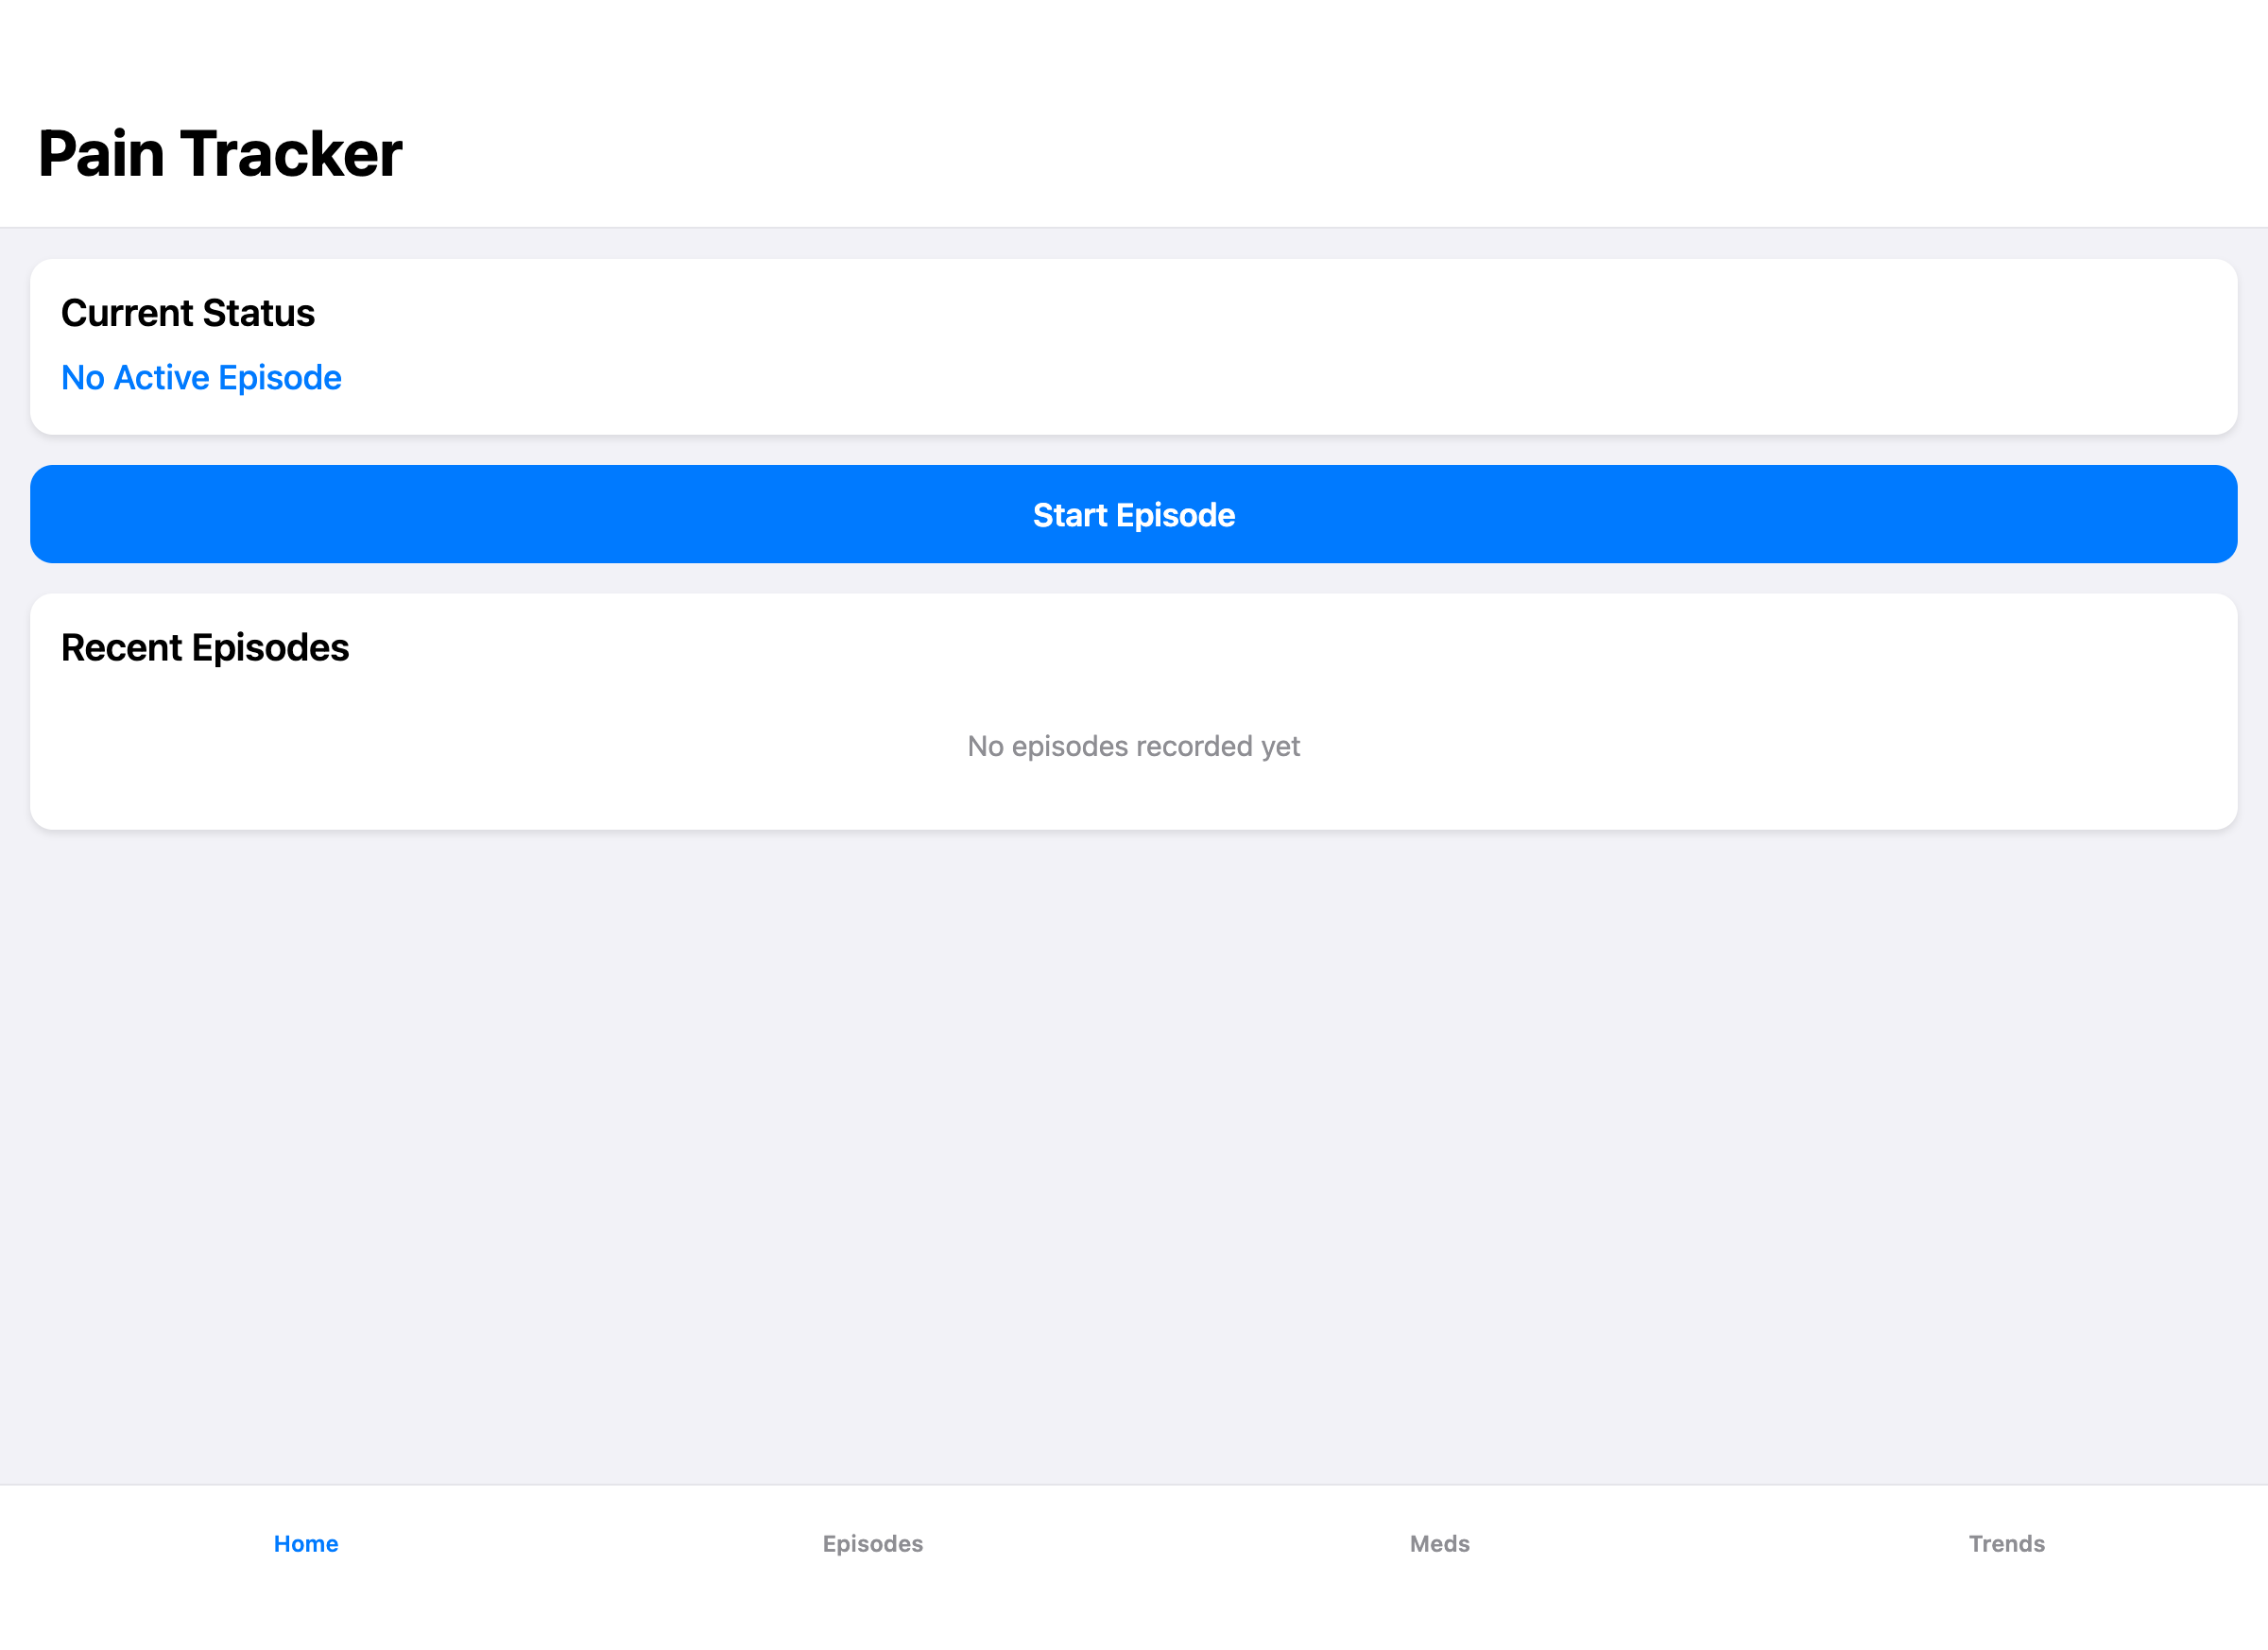 Pain Tracker
Current Status
No Active Episode
Start Episode
Recent Episodes
No episodes recorded yet
Home
Episodes
Meds
Trends